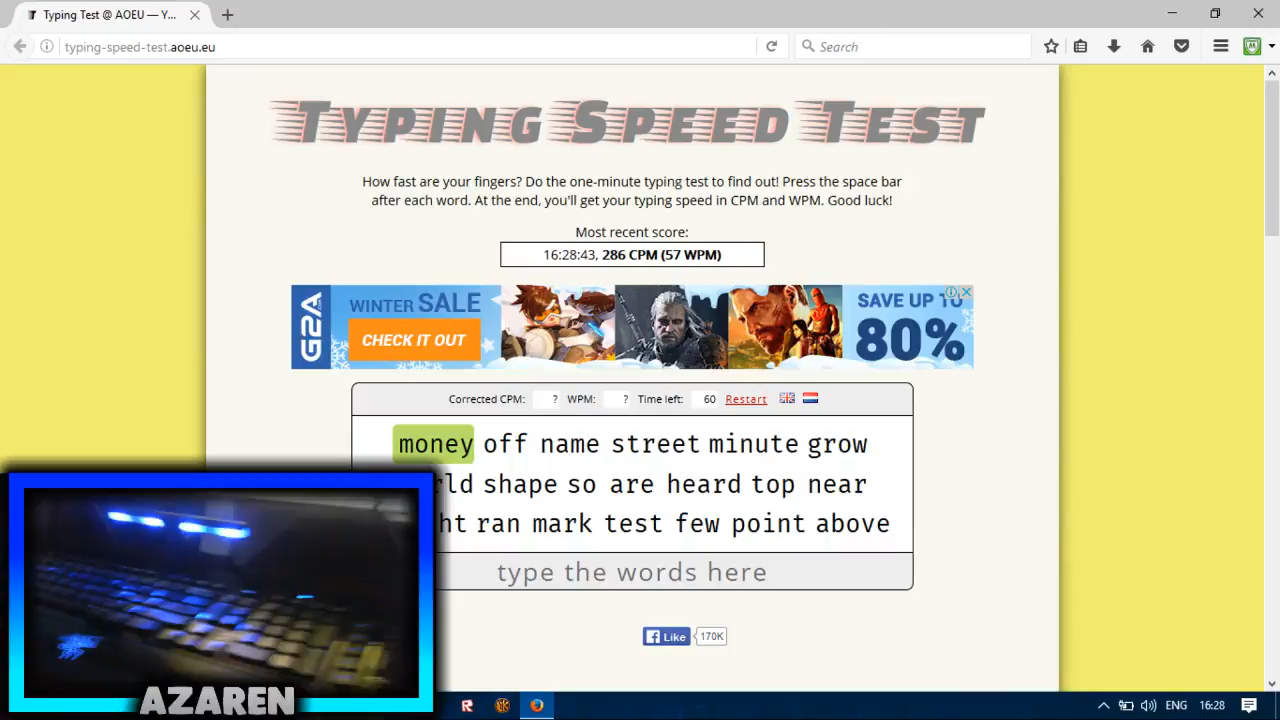 Typing Test @ AOEU — Y...
typing-speed-test.aoeu.eu
Search
TYPING SPEED TEST
How fast are your fingers? Do the one-minute typing test to find out! Press the space bar
after each word. At the end, you'll get your typing speed in CPM and WPM. Good luck!
Most recent score:
16:28:43, 286 CPM (57 WPM)
G2A
WINTER SALE
CHECK IT OUT
SAVE UP TO
80%
Corrected CPM: ? WPM: ? Time left: 60 Restart
money off name street minute grow
rld shape so are heard top near
ht ran mark test few point above
type the words here
Like 170K
AZAREN
ENG 16:28